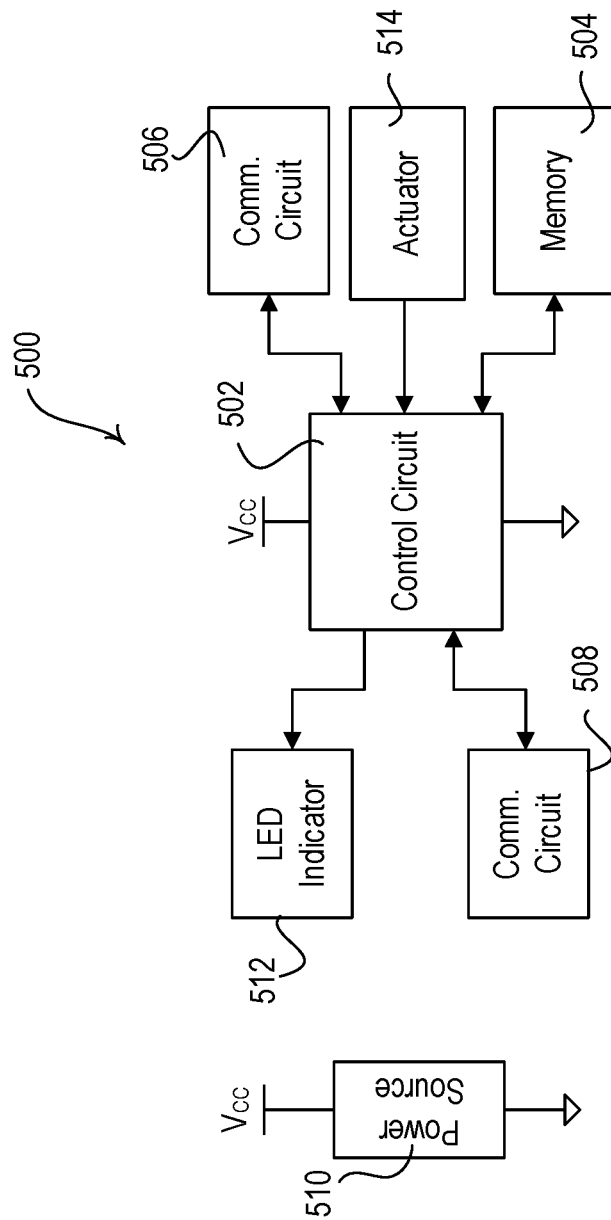 500
VCC
502
Control Circuit
506
Comm.
Circuit
Actuator
514
Memory
504
LED
Indicator
512
Comm.
Circuit
508
VCC
Power
Source
510